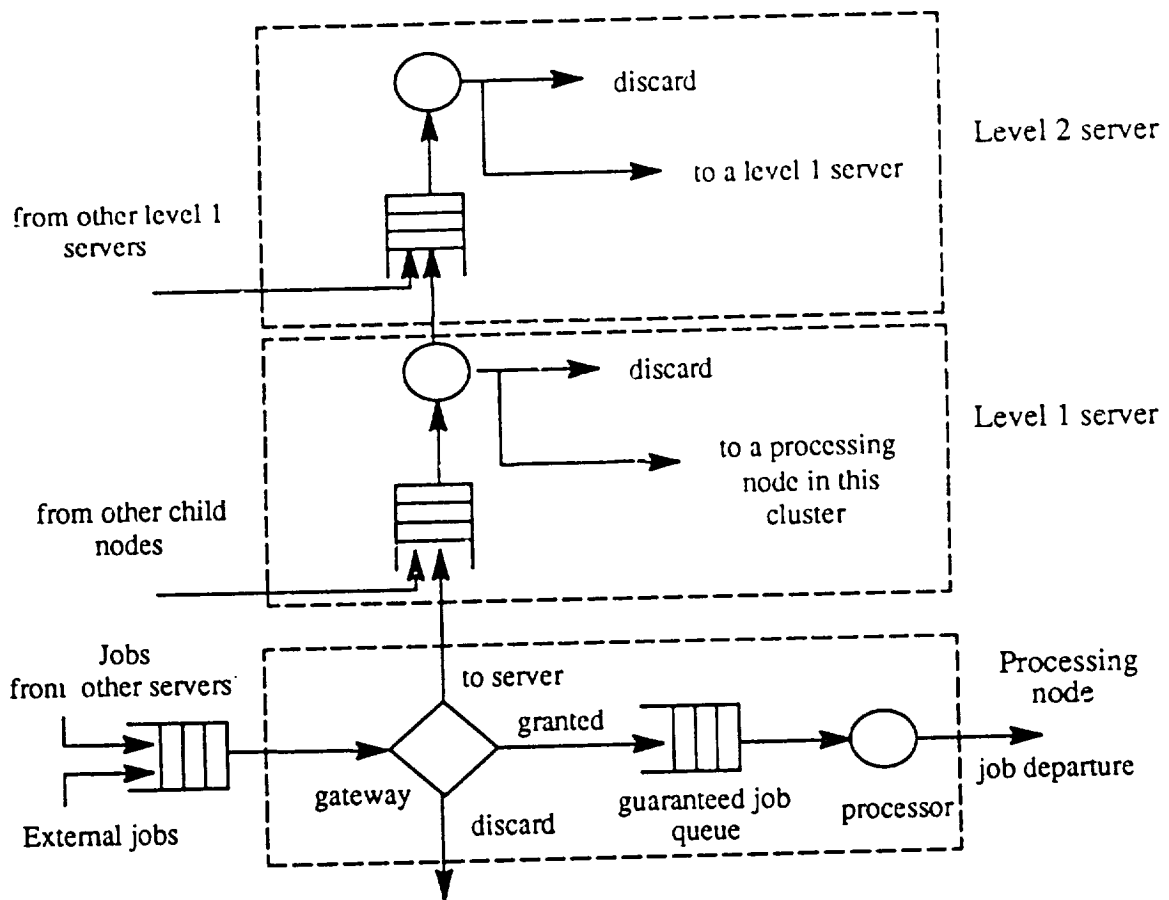 discard
Level 2 server
to a level 1 server
from other level 1
servers
discard
Level 1 server
to a processing
node in this
cluster
from other child
nodes
Jobs
from other servers
to server
Processing
node
granted
gateway
guaranteed job
queue
processor
job departure
discard
External jobs